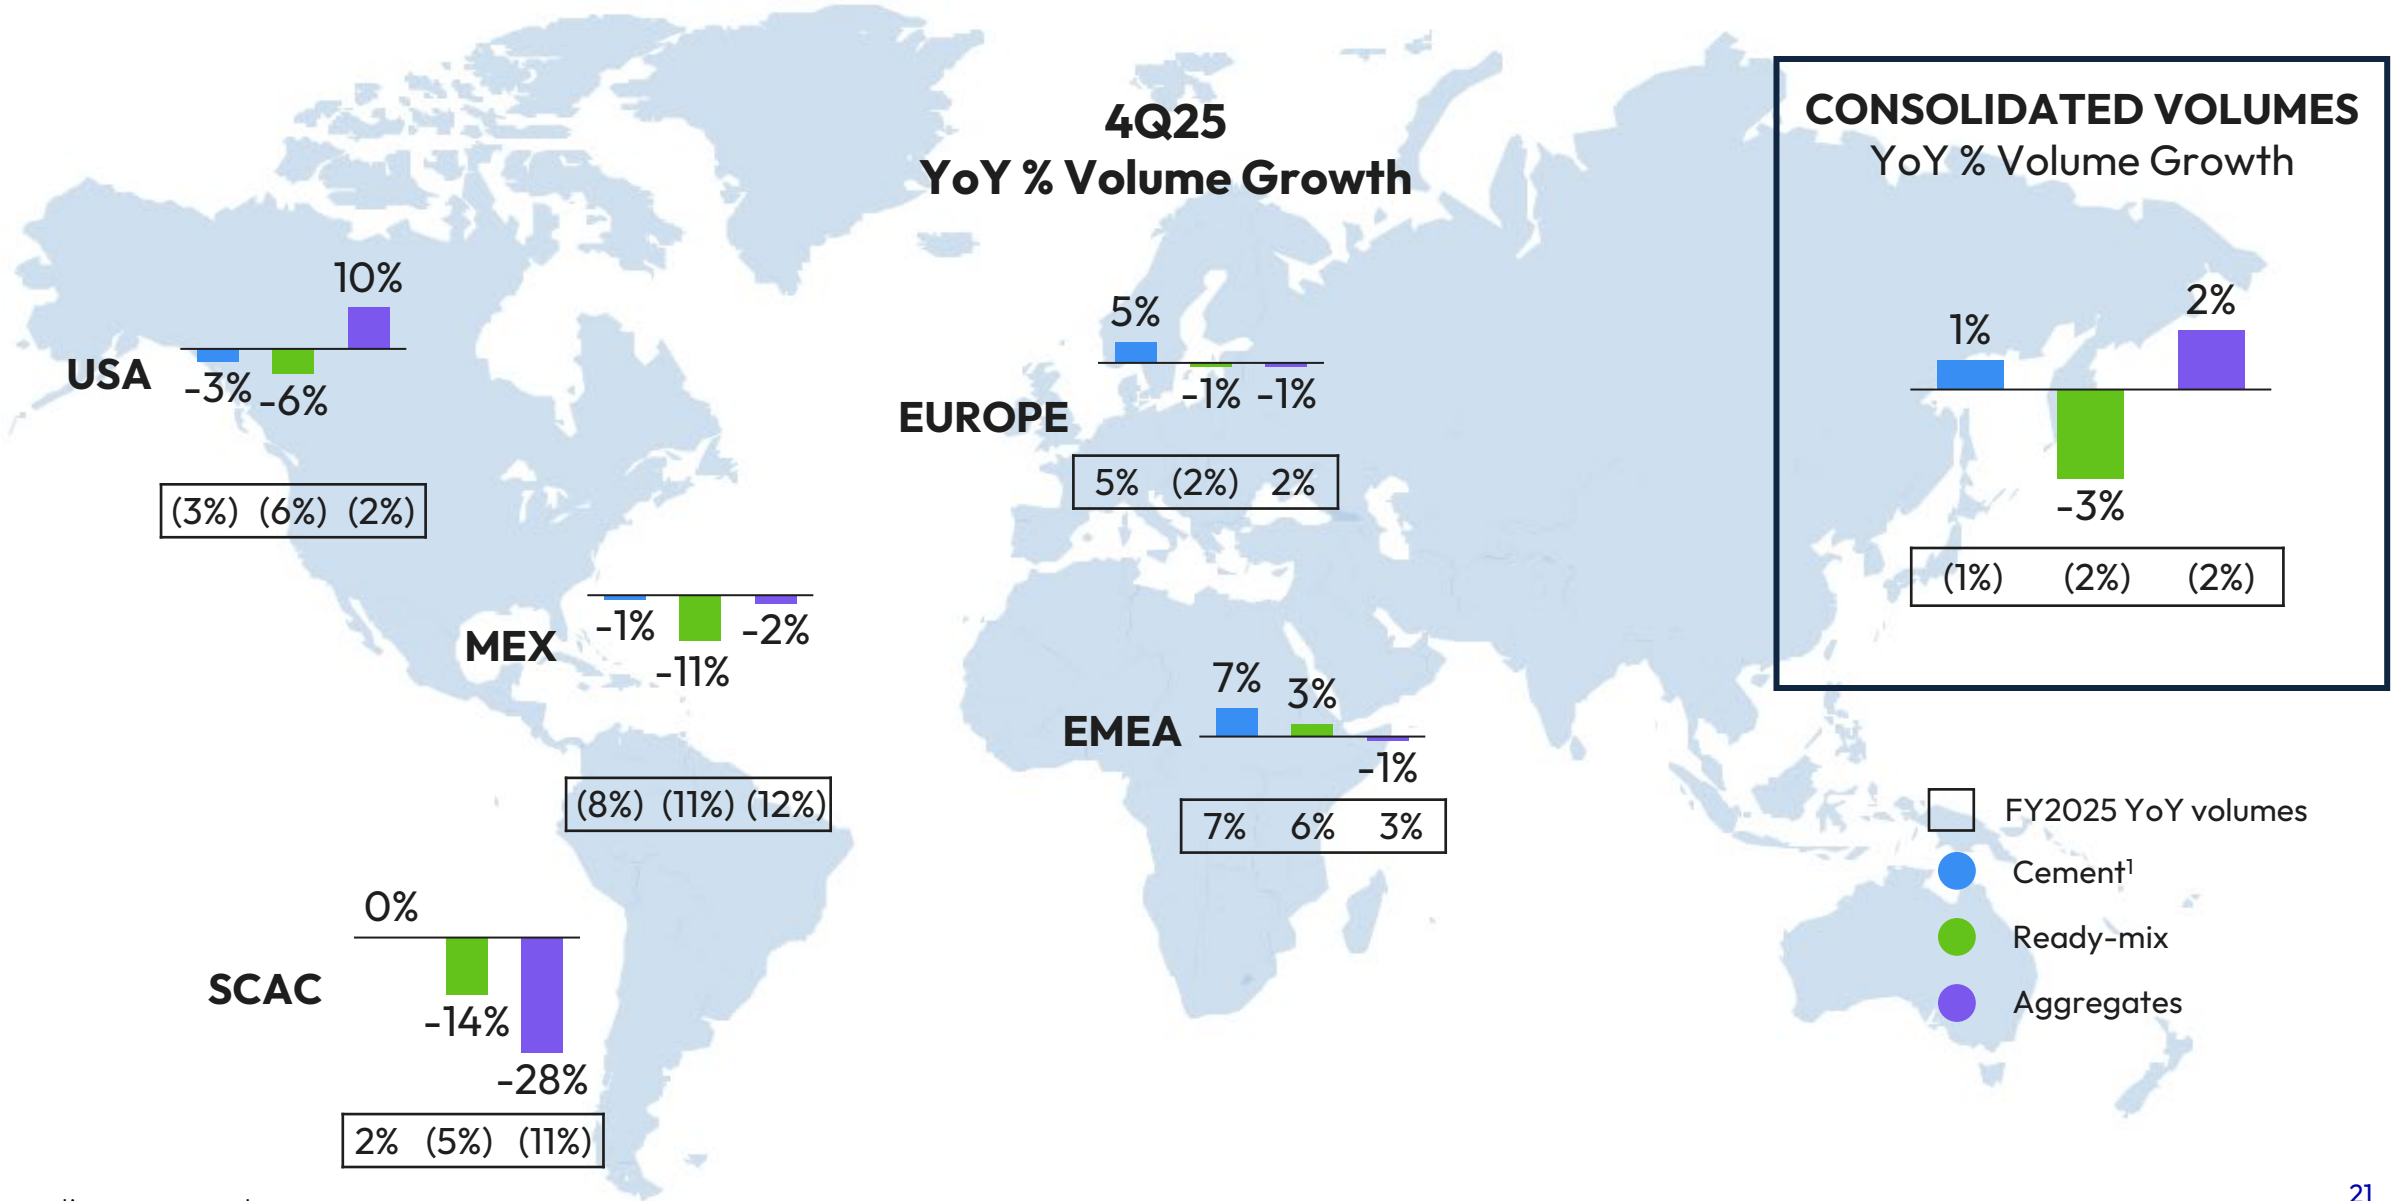 4Q25
YoY % Volume Growth
CONSOLIDATED VOLUMES
YoY % Volume Growth
1%
2%
-3%
(1%) (2%) (2%)
USA
10%
-3%
-6%
(3%) (6%) (2%)
EUROPE
5%
-1% -1%
5% (2%) 2%
MEX
-1%
-11%
-2%
(8%) (11%) (12%)
EMEA
7% 3%
-1%
7% 6% 3%
SCAC
0%
-14%
-28%
2% (5%) (11%)
FY2025 YoY volumes
Cement¹
Ready-mix
Aggregates
21